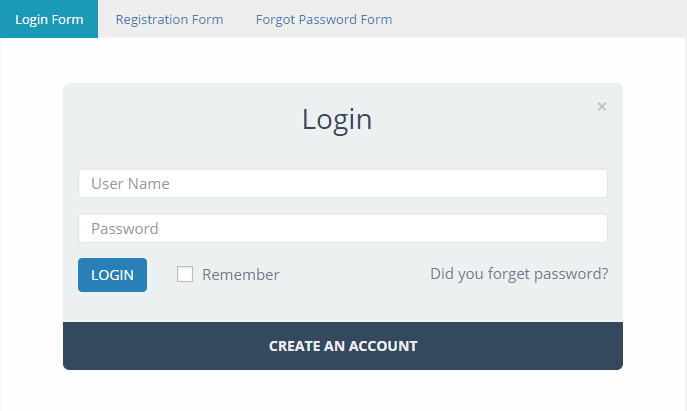 Login Form Registration Form Forgot Password Form
×
Login
User Name
Password
LOGIN Remember Did you forget password?
CREATE AN ACCOUNT